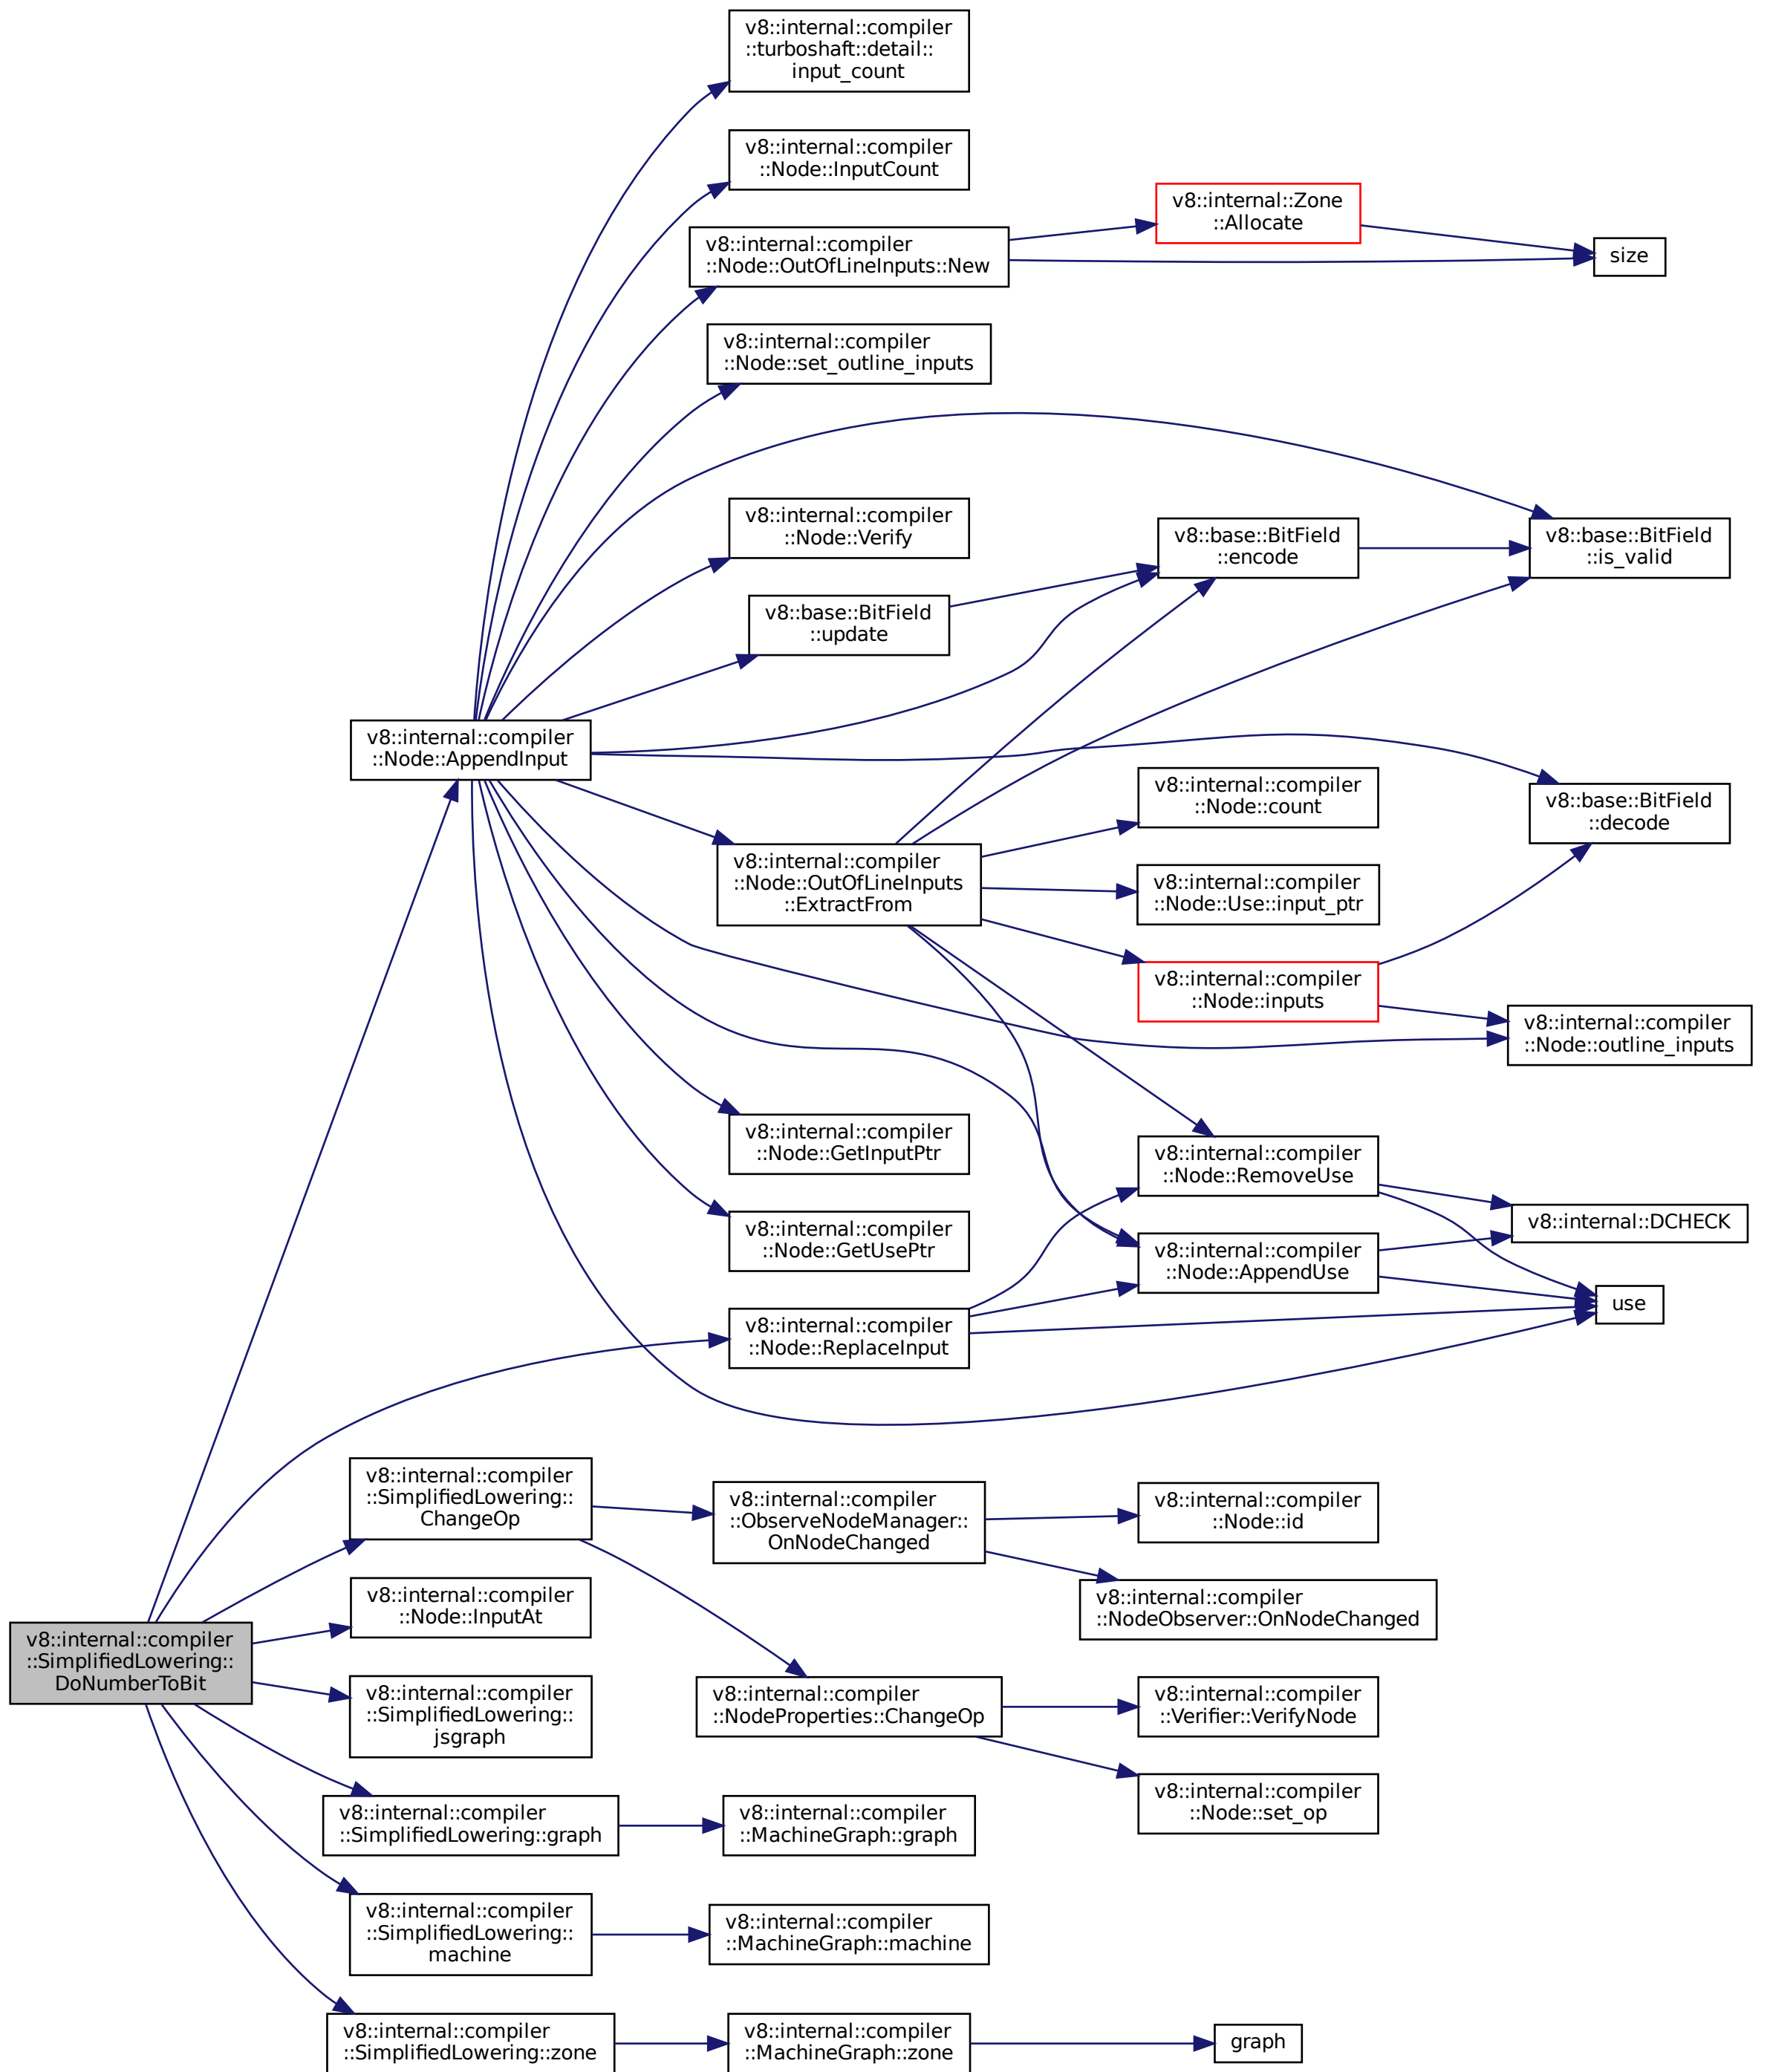 v8::internal::compiler
::turboshaft::detail::
input_count
v8::internal::compiler
::Node::InputCount
v8::internal::Zone
::Allocate
v8::internal::compiler
::Node::OutOfLineInputs::New
size
v8::internal::compiler
::Node::set_outline_inputs
v8::internal::compiler
::Node::Verify
v8::base::BitField
::encode
v8::base::BitField
::is_valid
v8::base::BitField
::update
v8::internal::compiler
::Node::AppendInput
v8::internal::compiler
::Node::count
v8::base::BitField
::decode
v8::internal::compiler
::Node::OutOfLineInputs
::ExtractFrom
v8::internal::compiler
::Node::Use::input_ptr
v8::internal::compiler
::Node::inputs
v8::internal::compiler
::Node::outline_inputs
v8::internal::compiler
::Node::GetInputPtr
v8::internal::compiler
::Node::RemoveUse
v8::internal::DCHECK
v8::internal::compiler
::Node::GetUsePtr
v8::internal::compiler
::Node::AppendUse
use
v8::internal::compiler
::Node::ReplaceInput
v8::internal::compiler
::SimplifiedLowering::
ChangeOp
v8::internal::compiler
::ObserveNodeManager::
OnNodeChanged
v8::internal::compiler
::Node::id
v8::internal::compiler
::NodeObserver::OnNodeChanged
v8::internal::compiler
::Node::InputAt
v8::internal::compiler
::SimplifiedLowering::
DoNumberToBit
v8::internal::compiler
::SimplifiedLowering::
jsgraph
v8::internal::compiler
::NodeProperties::ChangeOp
v8::internal::compiler
::Verifier::VerifyNode
v8::internal::compiler
::Node::set_op
v8::internal::compiler
::SimplifiedLowering::graph
v8::internal::compiler
::MachineGraph::graph
v8::internal::compiler
::SimplifiedLowering::
machine
v8::internal::compiler
::MachineGraph::machine
v8::internal::compiler
::SimplifiedLowering::zone
v8::internal::compiler
::MachineGraph::zone
graph